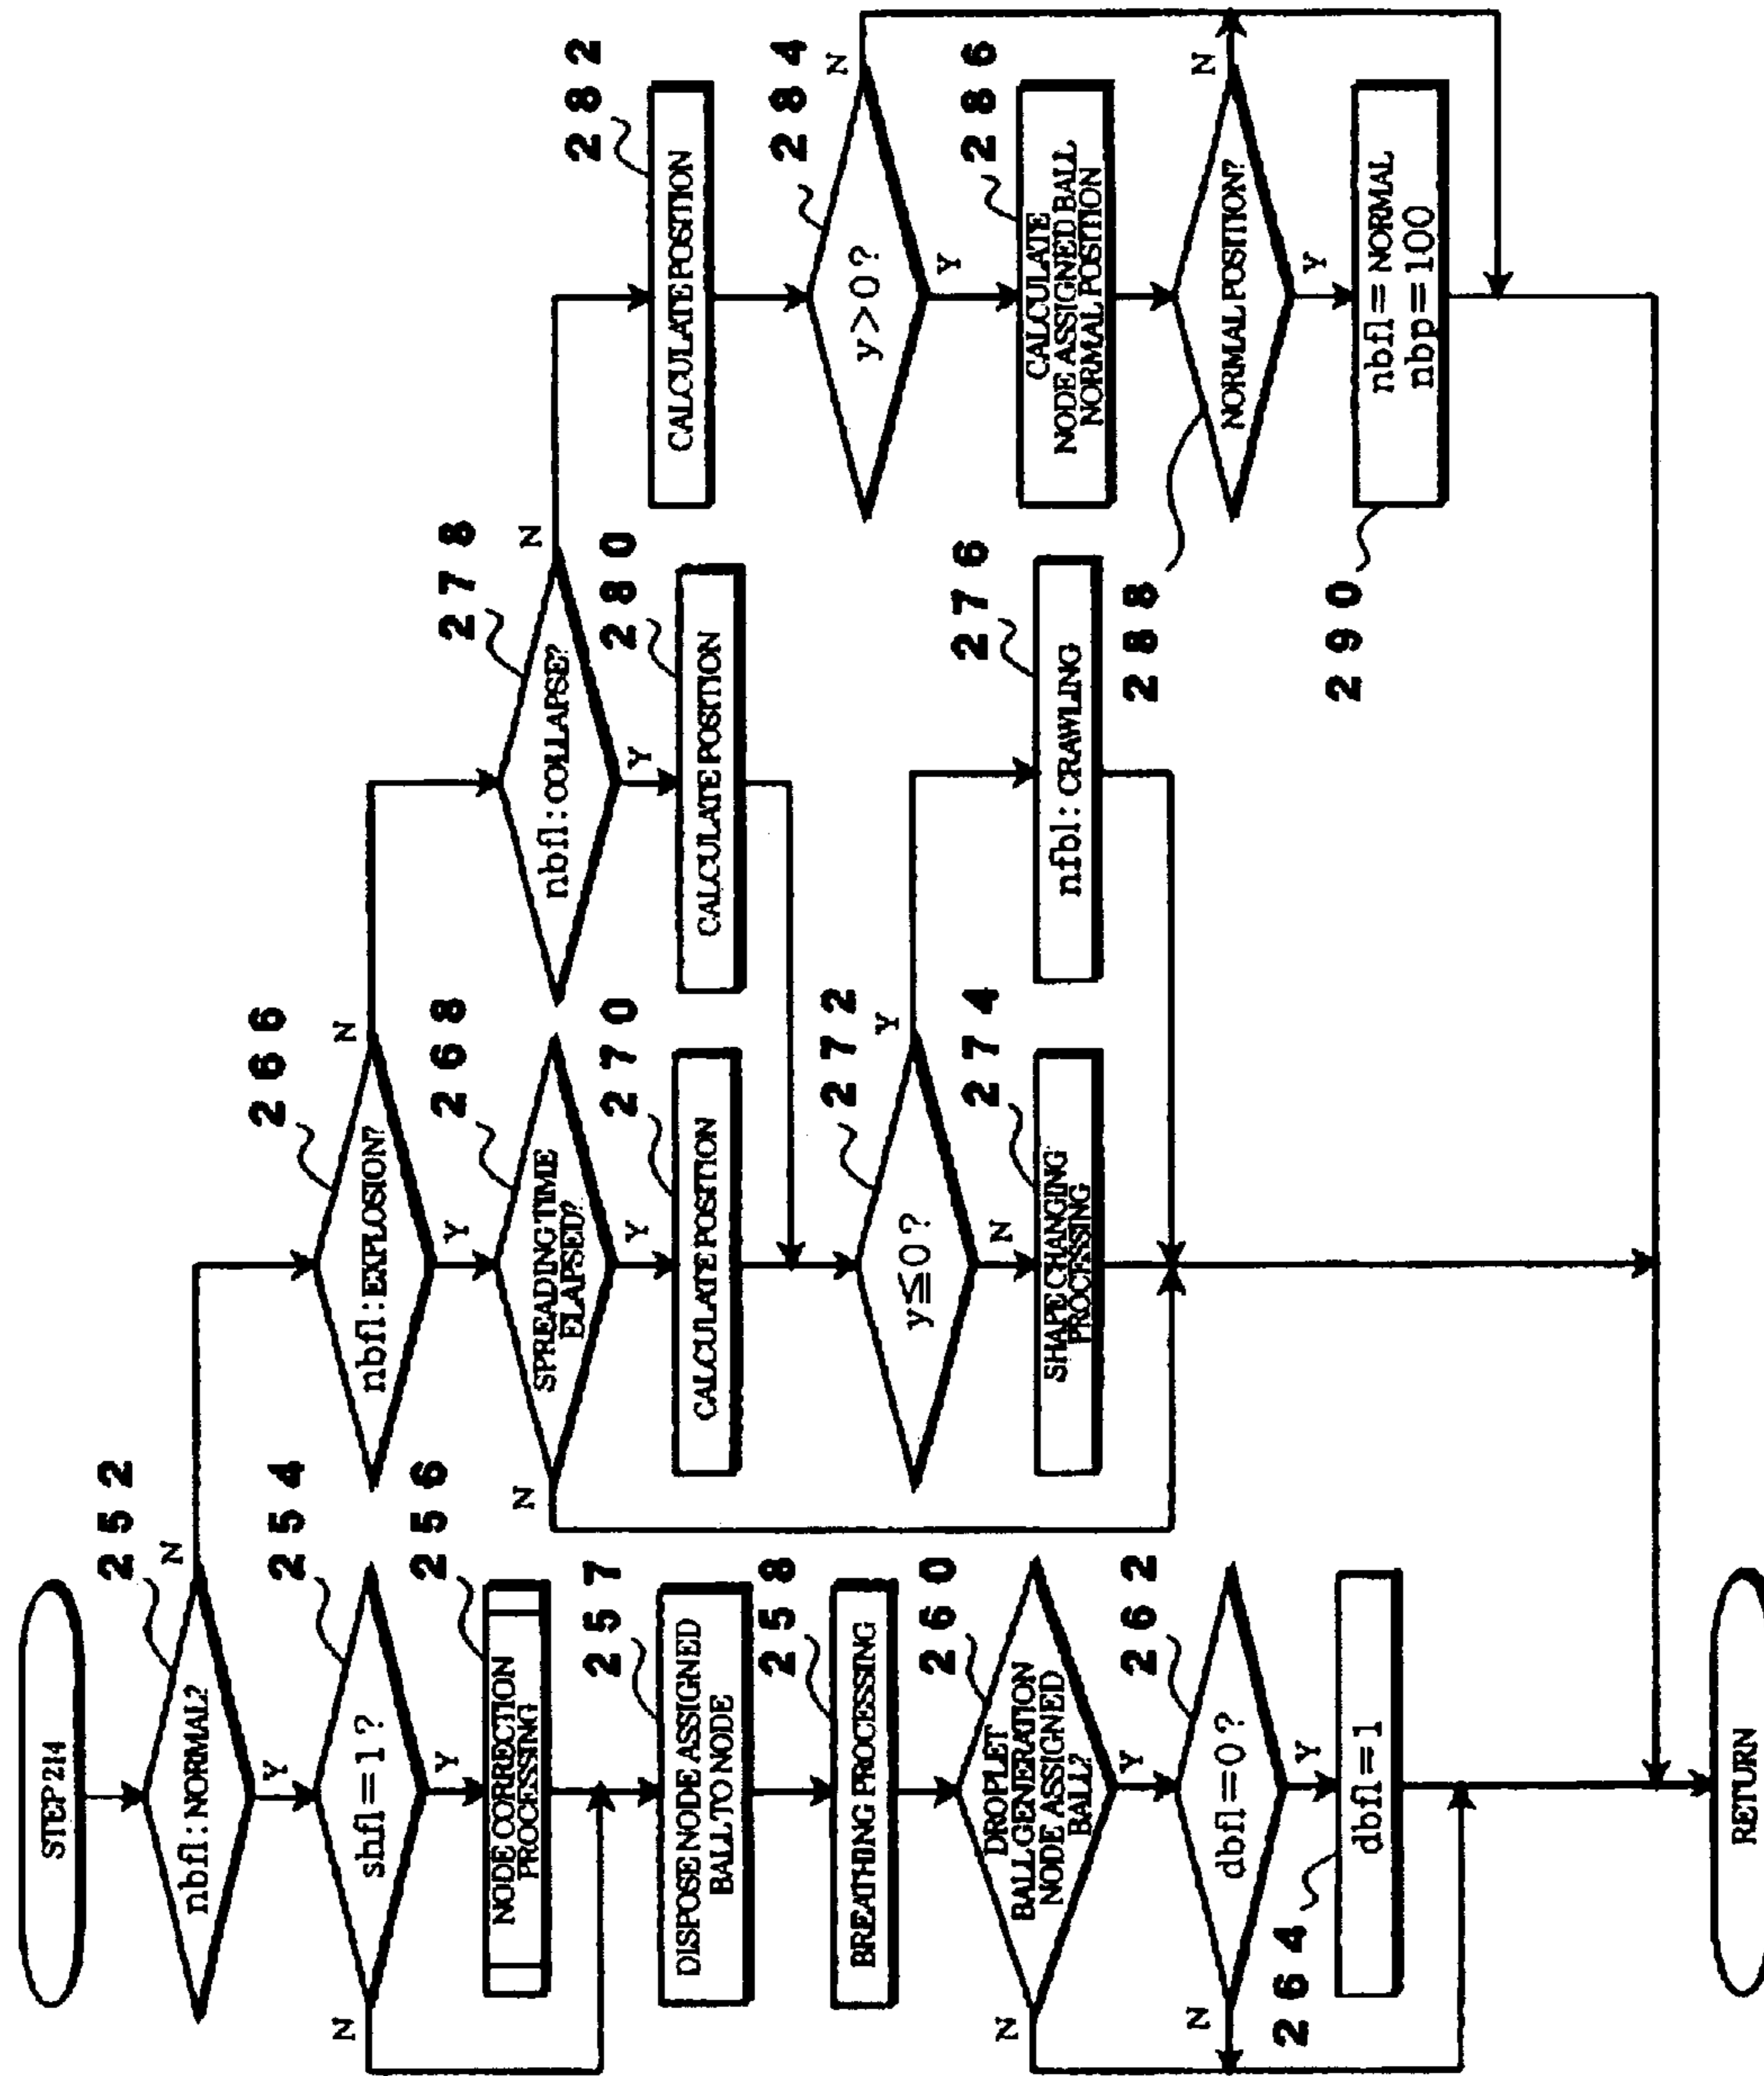 STEP 214
252
nbfl:NORMAL?
N
Y
254
shfl=1?
N
Y
256
NODE CORRECTION
PROCESSING
257
DISPOSE NODE ASSIGNED
BALL TO NODE
258
BREATHING PROCESSING
260
DROPLET
BALL GENERATION
NODE ASSIGNED
BALL?
N
Y
262
dbfl=0?
N
Y
264
dbfl=1
RETURN
266
nbfl:EXPLOSION?
N
Y
268
SPREADING TIME
ELAPSED?
N
Y
270
CALCULATE POSITION
272
y≦0?
Y
N
274
SHAPE CHANGING
PROCESSING
276
nfbl:CRAWLING
278
nbfl:COLLAPSE?
N
Y
280
CALCULATE POSITION
282
CALCULATE POSITION
284
y>0?
N
Y
286
CALCULATE
NODE ASSIGNED BALL
NORMAL POSITION
288
NORMAL POSITION?
N
Y
290
nbfl=NORMAL
nbp=100